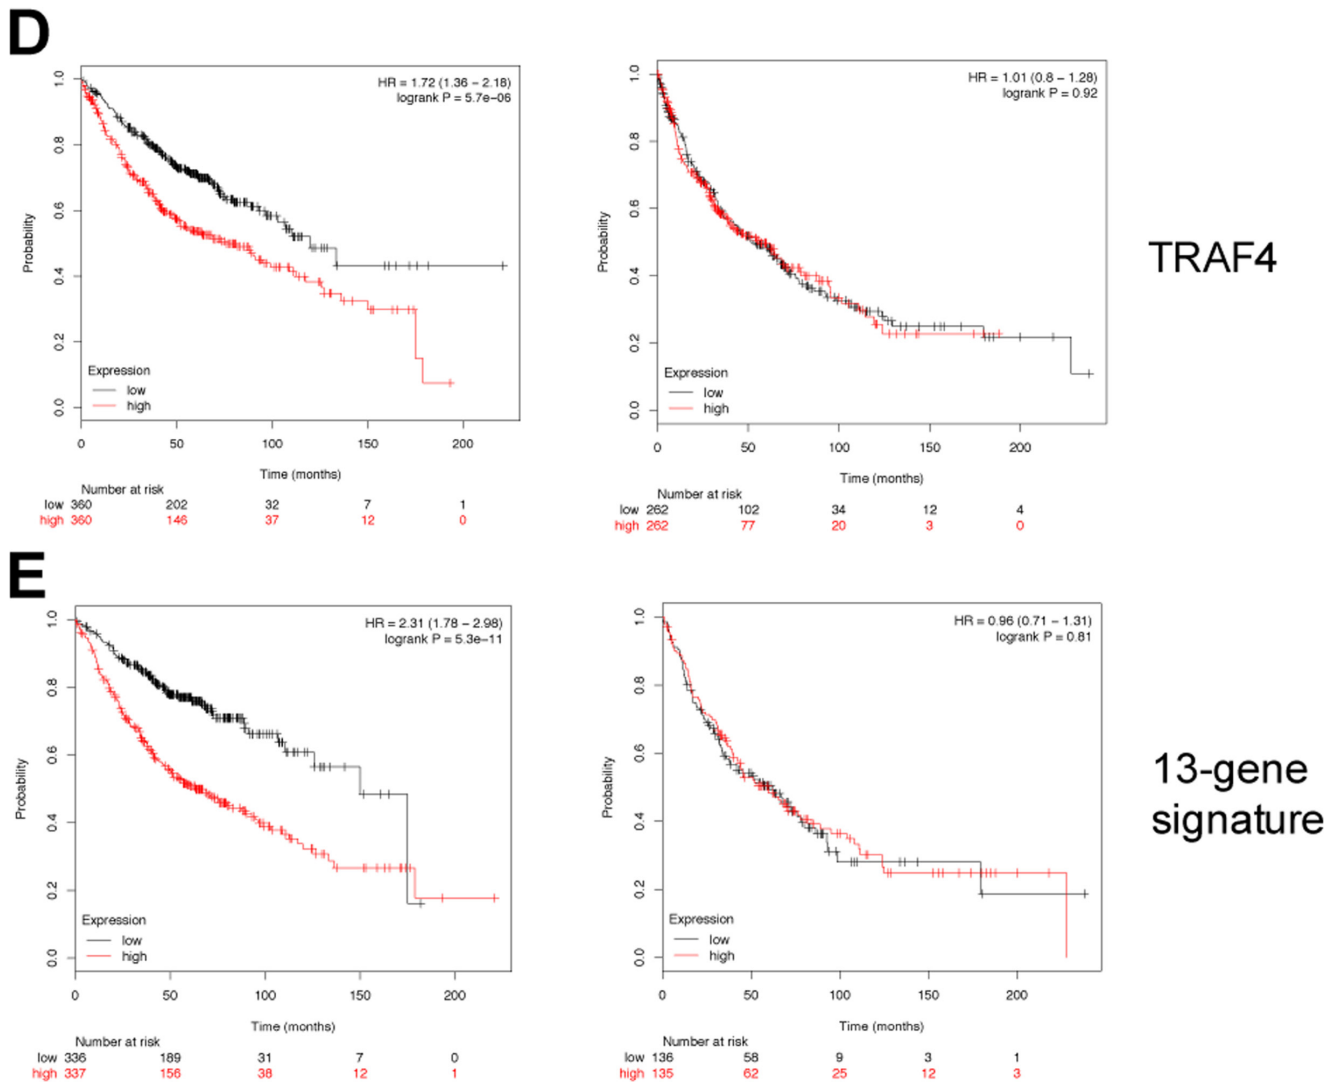 D
HR = 1.72 (1.36 − 2.18)
logrank P = 5.7e−06
Probability
1.0
0.8
0.6
0.4
0.2
0.0
Expression
low
high
0 50 100 150 200
Time (months)
Number at risk
low 360 202 32 7 1
high 360 146 37 12 0
HR = 1.01 (0.8 − 1.28)
logrank P = 0.92
Probability
1.0
0.8
0.6
0.4
0.2
0.0
Expression
low
high
0 50 100 150 200
Time (months)
Number at risk
low 262 102 34 12 4
high 262 77 20 3 0
TRAF4
E
HR = 2.31 (1.78 − 2.98)
logrank P = 5.3e−11
Probability
1.0
0.8
0.6
0.4
0.2
0.0
Expression
low
high
0 50 100 150 200
Time (months)
Number at risk
low 336 189 31 7 0
high 337 156 38 12 1
HR = 0.96 (0.71 − 1.31)
logrank P = 0.81
Probability
1.0
0.8
0.6
0.4
0.2
0.0
Expression
low
high
0 50 100 150 200
Time (months)
Number at risk
low 136 58 9 3 1
high 135 62 25 12 3
13-gene
signature